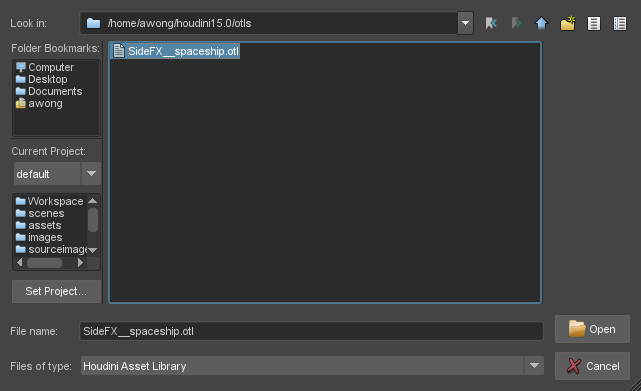 Look in:
/home/awong/houdini15.0/otls
Folder Bookmarks:
Computer
Desktop
Documents
awong
SideFX__spaceship.otl
Current Project:
default
Workspace
scenes
assets
images
sourceimage
Set Project...
File name:
SideFX__spaceship.otl
Open
Files of type:
Houdini Asset Library
Cancel